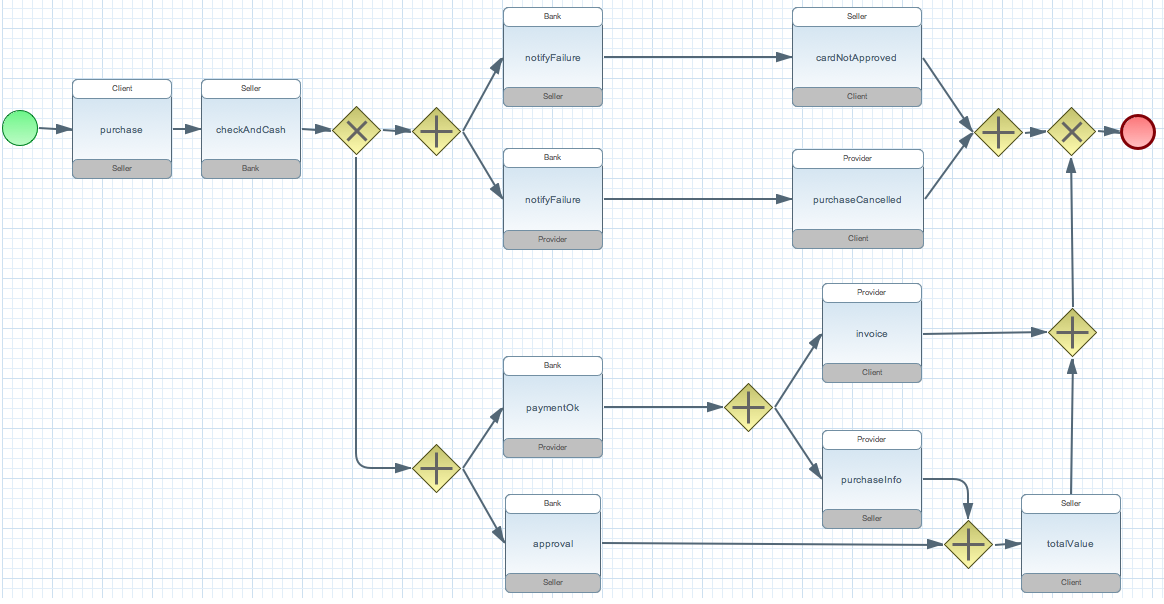 Client
purchase
Seller
Seller
checkAndCash
Bank
Bank
notifyFailure
Seller
Seller
cardNotApproved
Client
Bank
notifyFailure
Provider
Provider
purchaseCancelled
Client
Provider
invoice
Client
Bank
paymentOk
Provider
Provider
purchaseInfo
Seller
Bank
approval
Seller
Seller
totalValue
Client